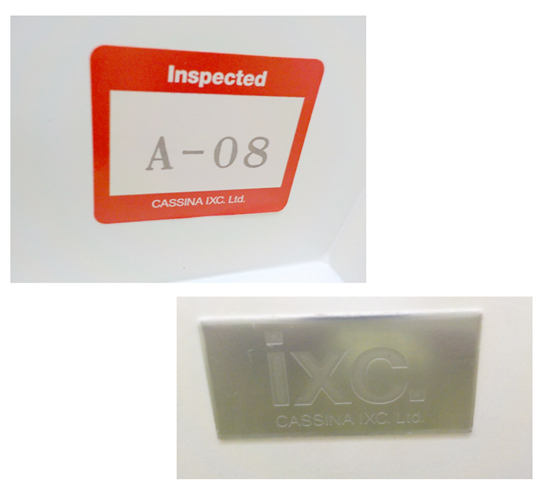 Inspected
A-08
CASSINA IXC. Ltd.
ixc.
CASSINA IXC. Ltd.